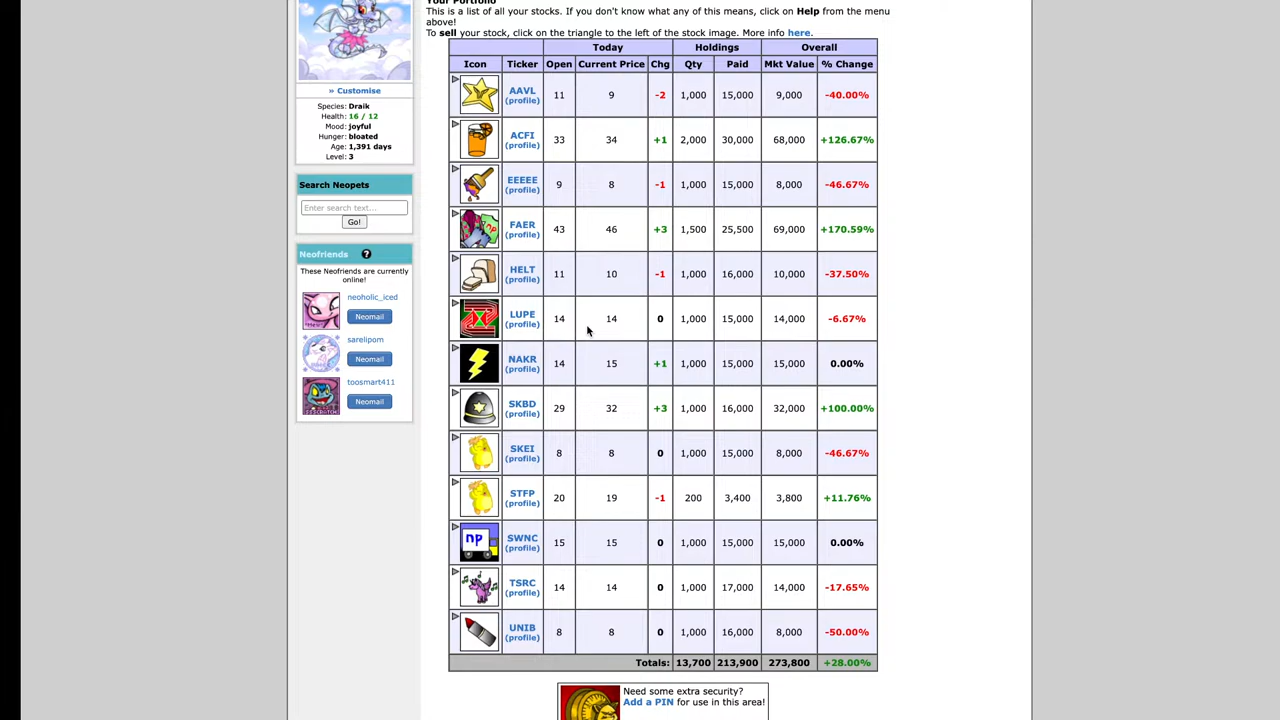 Your Portfolio
This is a list of all your stocks. If you don't know what any of this means, click on Help from the menu
above!
To sell your stock, click on the triangle to the left of the stock image. More info here.
» Customise
Species: Draik
Health: 16 / 12
Mood: joyful
Hunger: bloated
Age: 1,391 days
Level: 3
Search Neopets
Enter search text...
Go!
Neofriends ?
These Neofriends are currently
online!
neoholic_iced
Neomail
sarelipom
Neomail
toosmart411
Neomail
Today Holdings Overall
Icon Ticker Open Current Price Chg Qty Paid Mkt Value % Change
AAVL (profile) 11 9 -2 1,000 15,000 9,000 -40.00%
ACFI (profile) 33 34 +1 2,000 30,000 68,000 +126.67%
EEEEE (profile) 9 8 -1 1,000 15,000 8,000 -46.67%
FAER (profile) 43 46 +3 1,500 25,500 69,000 +170.59%
HELT (profile) 11 10 -1 1,000 16,000 10,000 -37.50%
LUPE (profile) 14 14 0 1,000 15,000 14,000 -6.67%
NAKR (profile) 14 15 +1 1,000 15,000 15,000 0.00%
SKBD (profile) 29 32 +3 1,000 16,000 32,000 +100.00%
SKEI (profile) 8 8 0 1,000 15,000 8,000 -46.67%
STFP (profile) 20 19 -1 200 3,400 3,800 +11.76%
np SWNC (profile) 15 15 0 1,000 15,000 15,000 0.00%
TSRC (profile) 14 14 0 1,000 17,000 14,000 -17.65%
UNIB (profile) 8 8 0 1,000 16,000 8,000 -50.00%
Totals: 13,700 213,900 273,800 +28.00%
Need some extra security?
Add a PIN for use in this area!